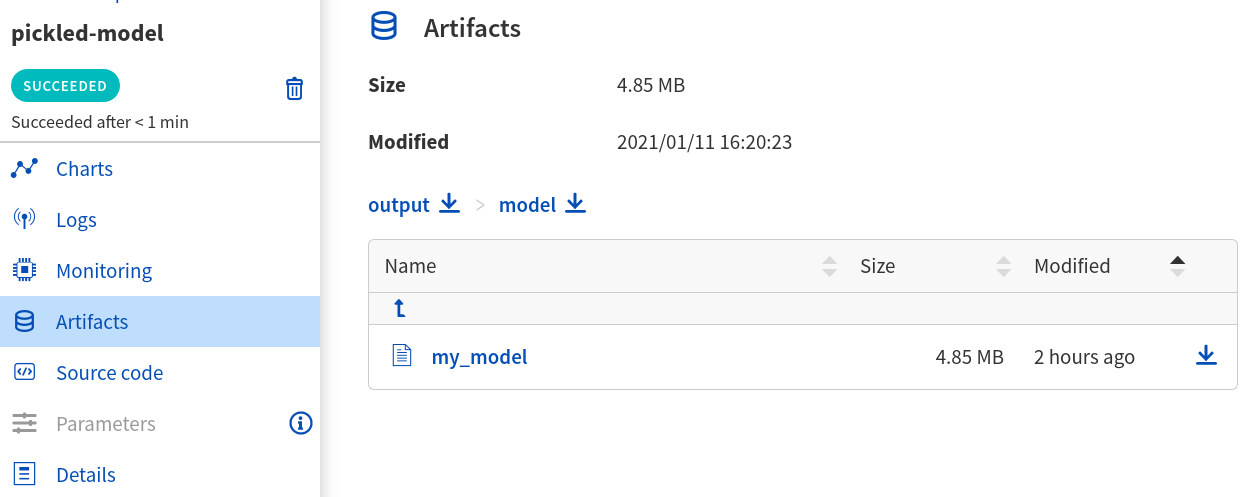 pickled-model
SUCCEEDED
Succeeded after < 1 min
Charts
Logs
Monitoring
Artifacts
Source code
Parameters
Details
Artifacts
Size 4.85 MB
Modified 2021/01/11 16:20:23
output > model
Name Size Modified
my_model 4.85 MB 2 hours ago